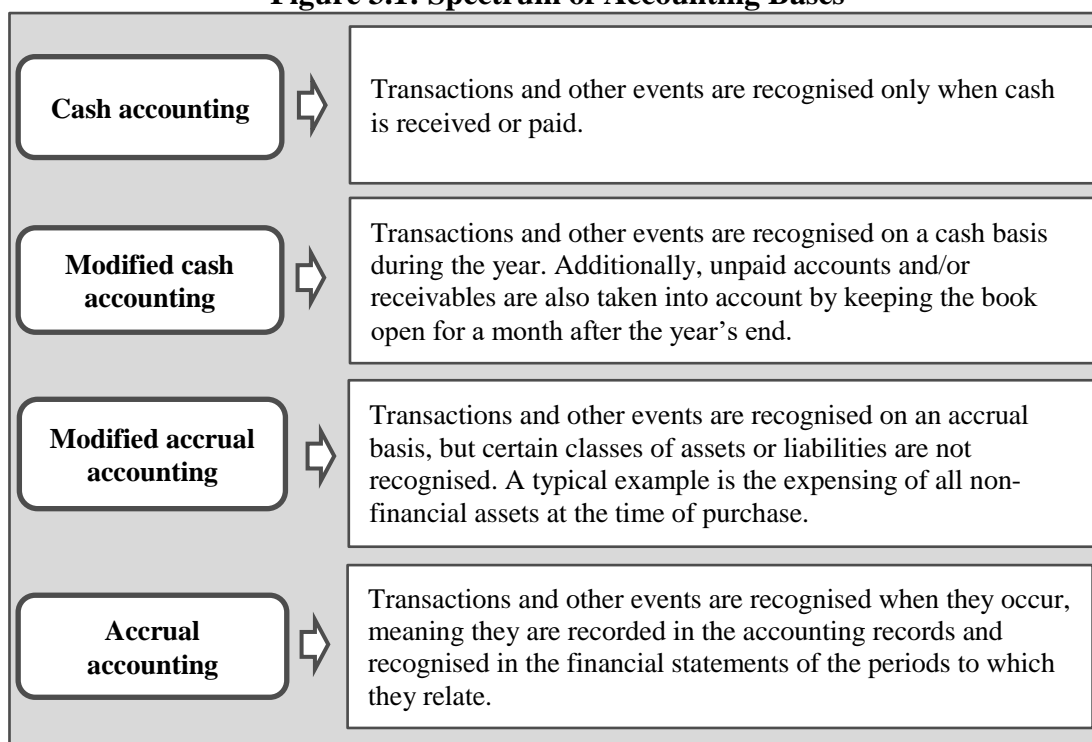 Figure 3.1: Spectrum of Accounting Bases
Cash accounting
Transactions and other events are recognised only when cash
is received or paid.
Modified cash
accounting
Transactions and other events are recognised on a cash basis
during the year. Additionally, unpaid accounts and/or
receivables are also taken into account by keeping the book
open for a month after the year’s end.
Modified accrual
accounting
Transactions and other events are recognised on an accrual
basis, but certain classes of assets or liabilities are not
recognised. A typical example is the expensing of all non-
financial assets at the time of purchase.
Accrual
accounting
Transactions and other events are recognised when they occur,
meaning they are recorded in the accounting records and
recognised in the financial statements of the periods to which
they relate.